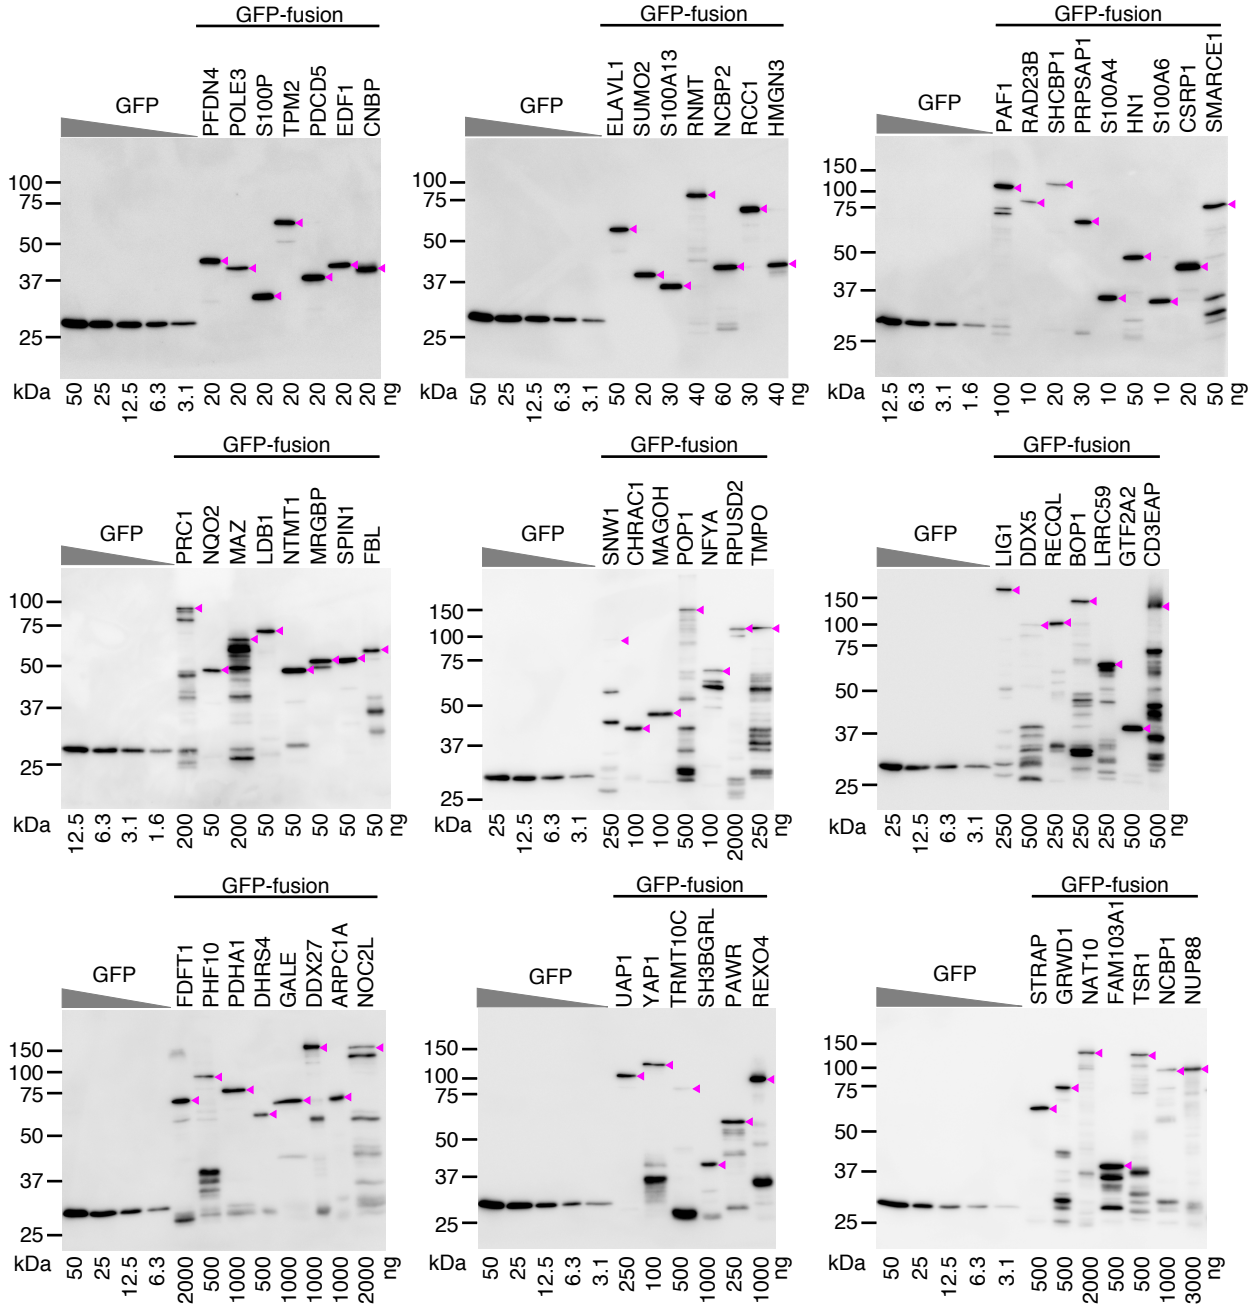 GFP-fusion
GFP
PFDN4
POLE3
S100P
TPM2
PDCD5
EDF1
CNBP
100
75
50
37
25
kDa
50 25 12.5 6.3 3.1 20 20 20 20 20 20 20 ng
GFP-fusion
GFP
ELAVL1
SUMO2
S100A13
RNMT
NCBP2
RCC1
HMGN3
100
75
50
37
25
kDa
50 25 12.5 6.3 3.1 50 20 30 40 60 30 40 ng
GFP-fusion
GFP
PAF1
RAD23B
SHCBP1
PRPSAP1
S100A4
HN1
S100A6
CSRP1
SMARCE1
150
100
75
50
37
25
kDa
12.5 6.3 3.1 1.6 100 10 20 30 10 50 10 20 50 ng
GFP-fusion
GFP
PRC1
NQO2
MAZ
LDB1
NTMT1
MRGBP
SPIN1
FBL
100
75
50
37
25
kDa
12.5 6.3 3.1 1.6 200 50 200 50 50 50 50 50 ng
GFP-fusion
GFP
SNW1
CHRAC1
MAGOH
POP1
NFYA
RPUSD2
TMPO
150
100
75
50
37
25
kDa
25 12.5 6.3 3.1 250 100 100 500 100 2000 250 ng
GFP-fusion
GFP
LIG1
DDX5
RECQL
BOP1
LRRC59
GTF2A2
CD3EAP
150
100
75
50
37
25
kDa
25 12.5 6.3 3.1 250 500 250 250 250 500 500 ng
GFP-fusion
GFP
FDFT1
PHF10
PDHA1
DHRS4
GALE
DDX27
ARPC1A
NOC2L
150
100
75
50
37
25
kDa
50 25 12.5 6.3 2000 500 1000 500 1000 1000 1000 2000 ng
GFP-fusion
GFP
UAP1
YAP1
TRMT10C
SH3BGRL
PAWR
REXO4
150
100
75
50
37
25
kDa
50 25 12.5 6.3 3.1 250 100 500 1000 250 1000 ng
GFP-fusion
GFP
STRAP
GRWD1
NAT10
FAM103A1
TSR1
NCBP1
NUP88
150
100
75
50
37
25
kDa
50 25 12.5 6.3 3.1 500 500 2000 500 500 1000 3000 ng